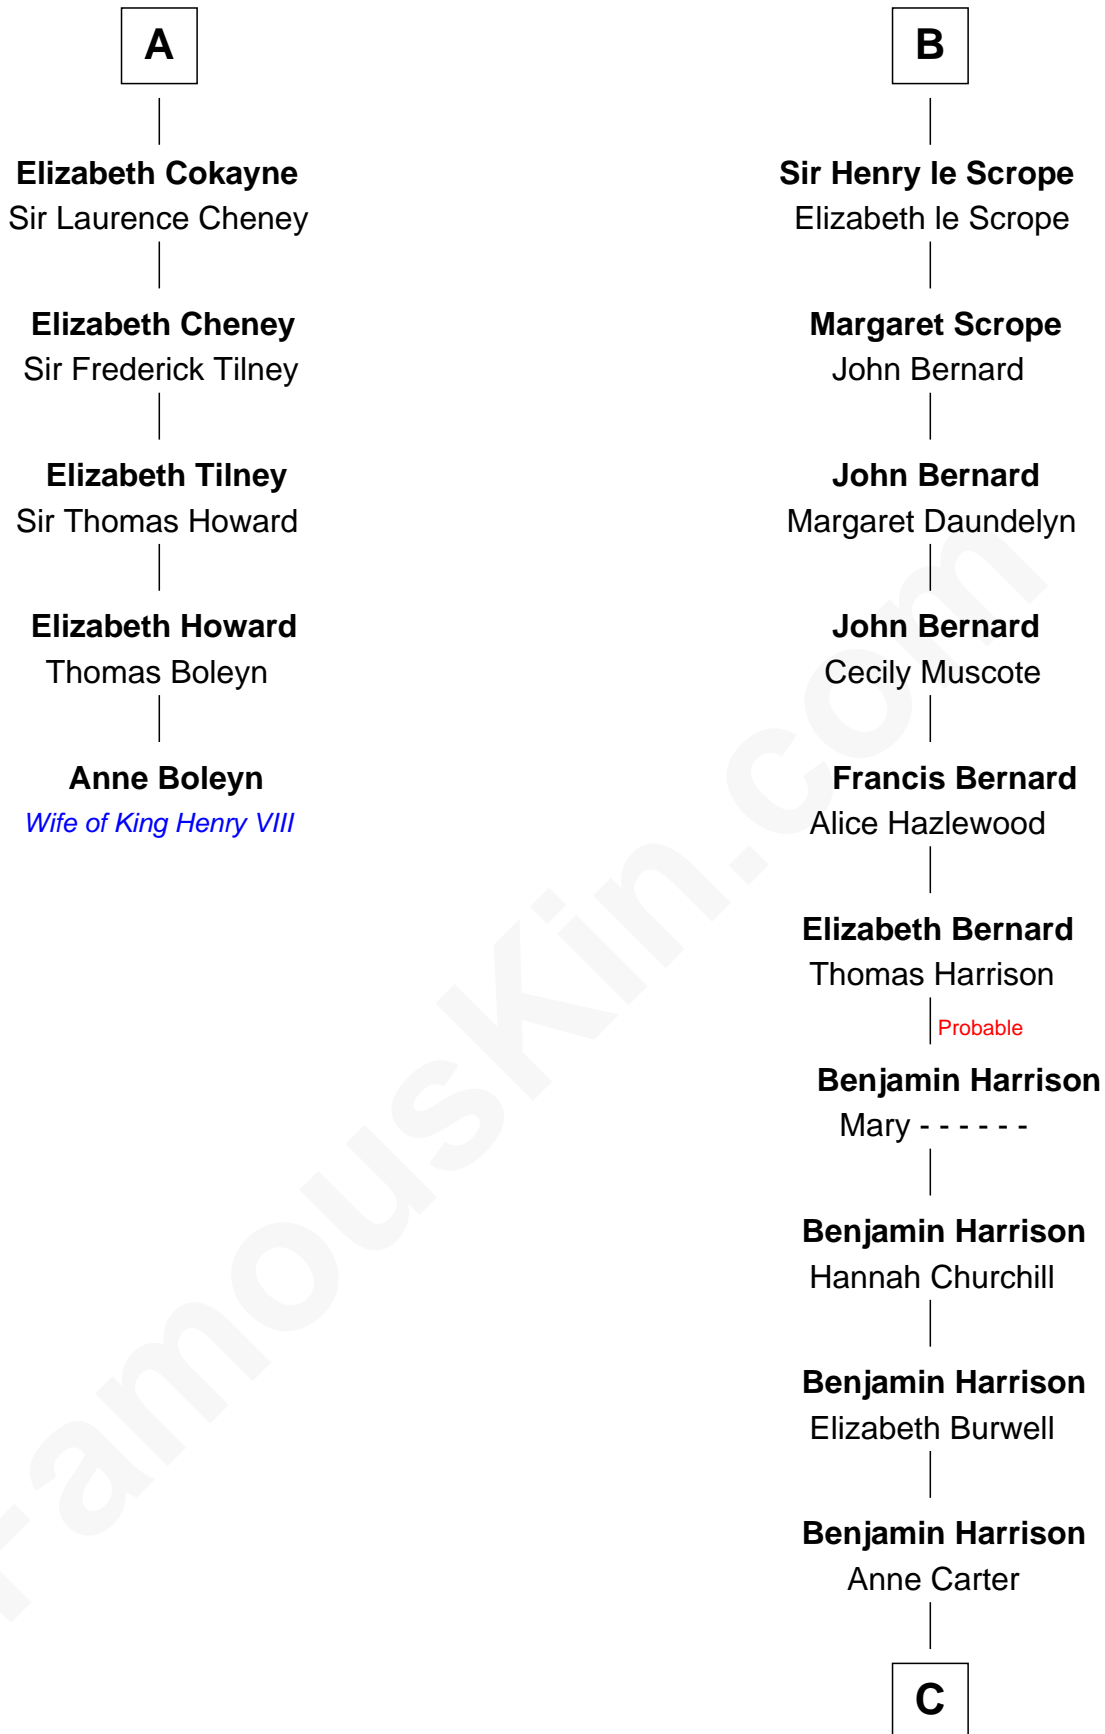 A
Elizabeth Cokayne
Sir Laurence Cheney
Elizabeth Cheney
Sir Frederick Tilney
Elizabeth Tilney
Sir Thomas Howard
Elizabeth Howard
Thomas Boleyn
Anne Boleyn
Wife of King Henry VIII
B
Sir Henry le Scrope
Elizabeth le Scrope
Margaret Scrope
John Bernard
John Bernard
Margaret Daundelyn
John Bernard
Cecily Muscote
Francis Bernard
Alice Hazlewood
Elizabeth Bernard
Thomas Harrison
Probable
Benjamin Harrison
Mary - - - - - -
Benjamin Harrison
Hannah Churchill
Benjamin Harrison
Elizabeth Burwell
Benjamin Harrison
Anne Carter
C
FamousKin.com